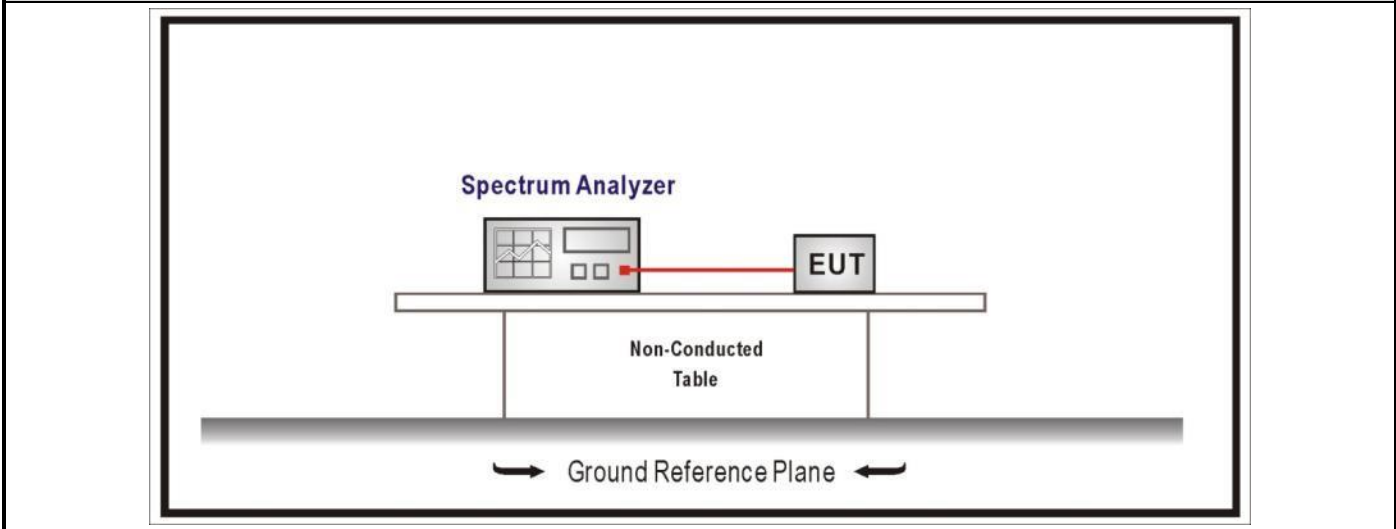 Spectrum Analyzer
EUT
Non-Conducted
Table
Ground Reference Plane